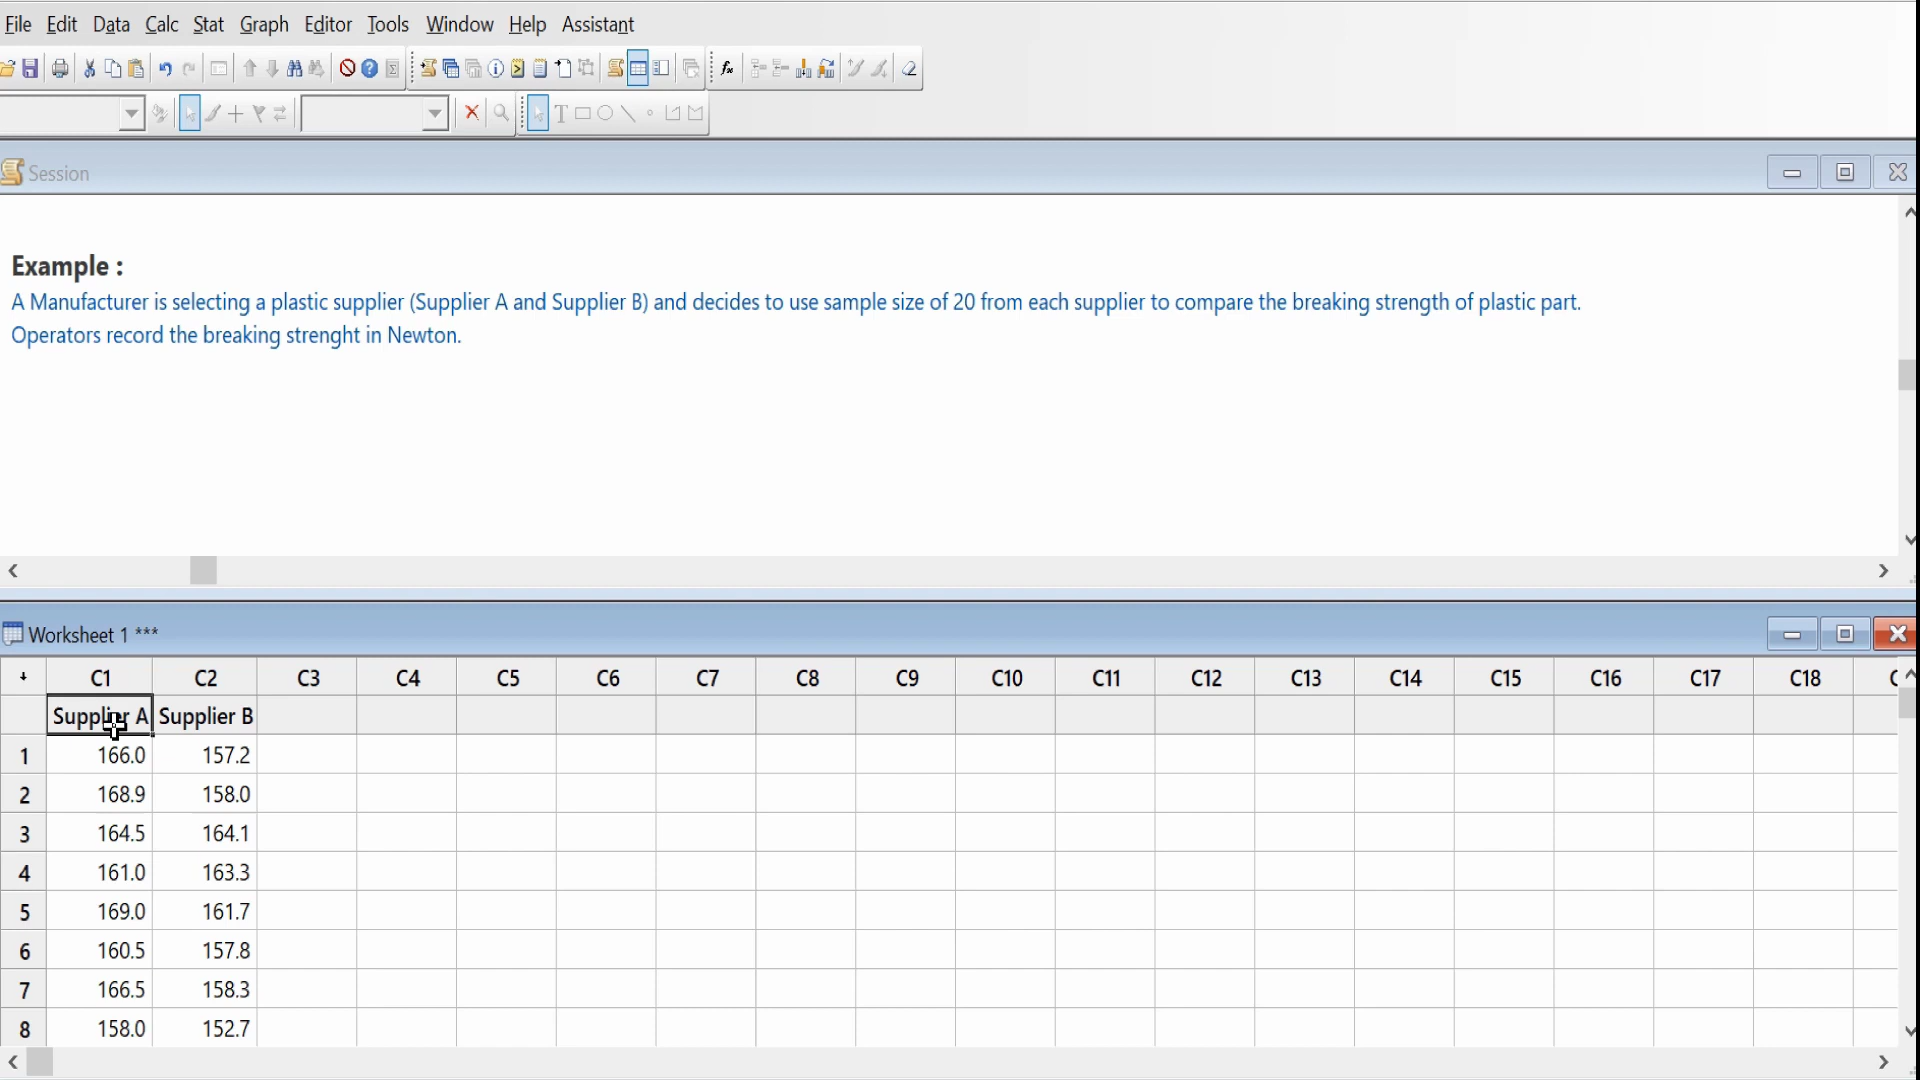 File Edit Data Calc Stat Graph Editor Tools Window Help Assistant
Session
Example :
A Manufacturer is selecting a plastic supplier (Supplier A and Supplier B) and decides to use sample size of 20 from each supplier to compare the breaking strength of plastic part.
Operators record the breaking strenght in Newton.
Worksheet 1 ***
C1 C2 C3 C4 C5 C6 C7 C8 C9 C10 C11 C12 C13 C14 C15 C16 C17 C18
Supplier A Supplier B
1 166.0 157.2
2 168.9 158.0
3 164.5 164.1
4 161.0 163.3
5 169.0 161.7
6 160.5 157.8
7 166.5 158.3
8 158.0 152.7